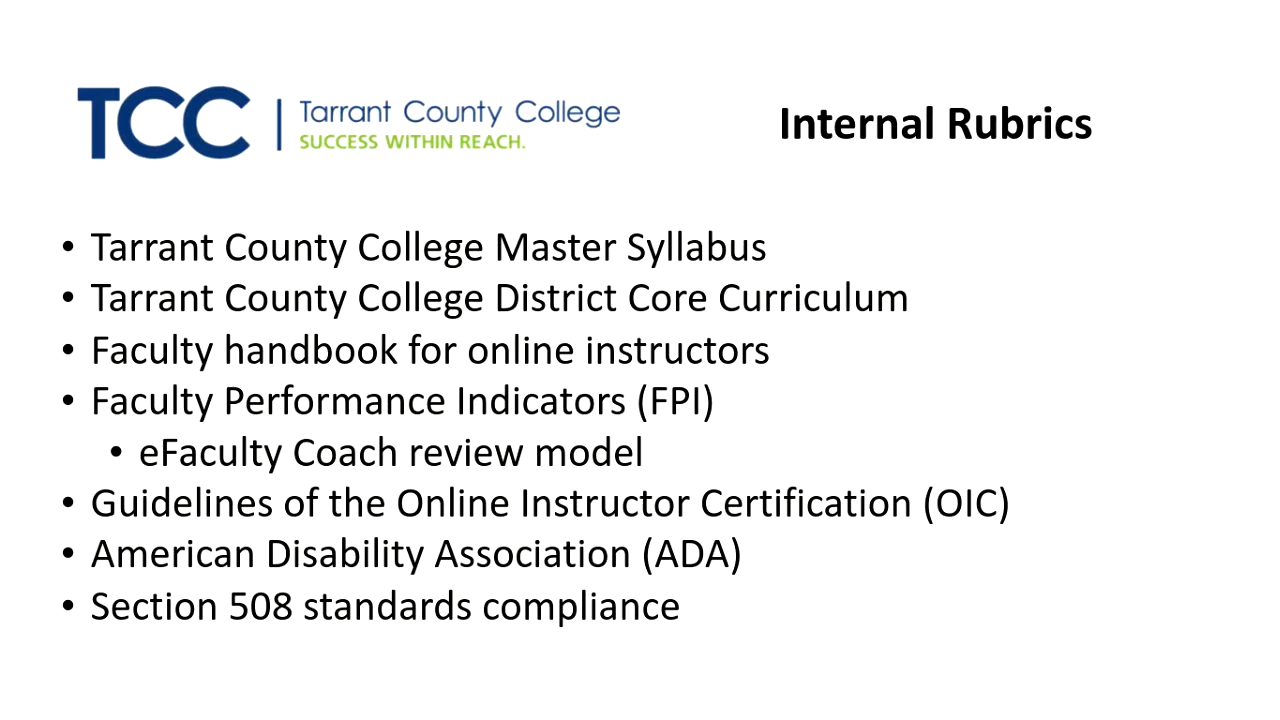 TCC | Tarrant County College
SUCCESS WITHIN REACH.
Internal Rubrics
• Tarrant County College Master Syllabus
• Tarrant County College District Core Curriculum
• Faculty handbook for online instructors
• Faculty Performance Indicators (FPI)
• eFaculty Coach review model
• Guidelines of the Online Instructor Certification (OIC)
• American Disability Association (ADA)
• Section 508 standards compliance